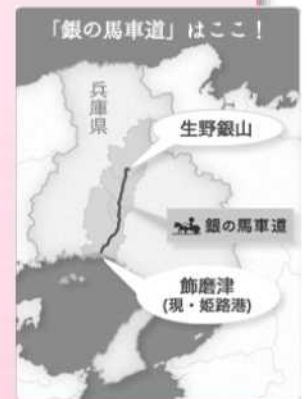 「銀の馬車道」はここ！
兵庫県
生野銀山
銀の馬車道
飾磨津
(現・姫路港)